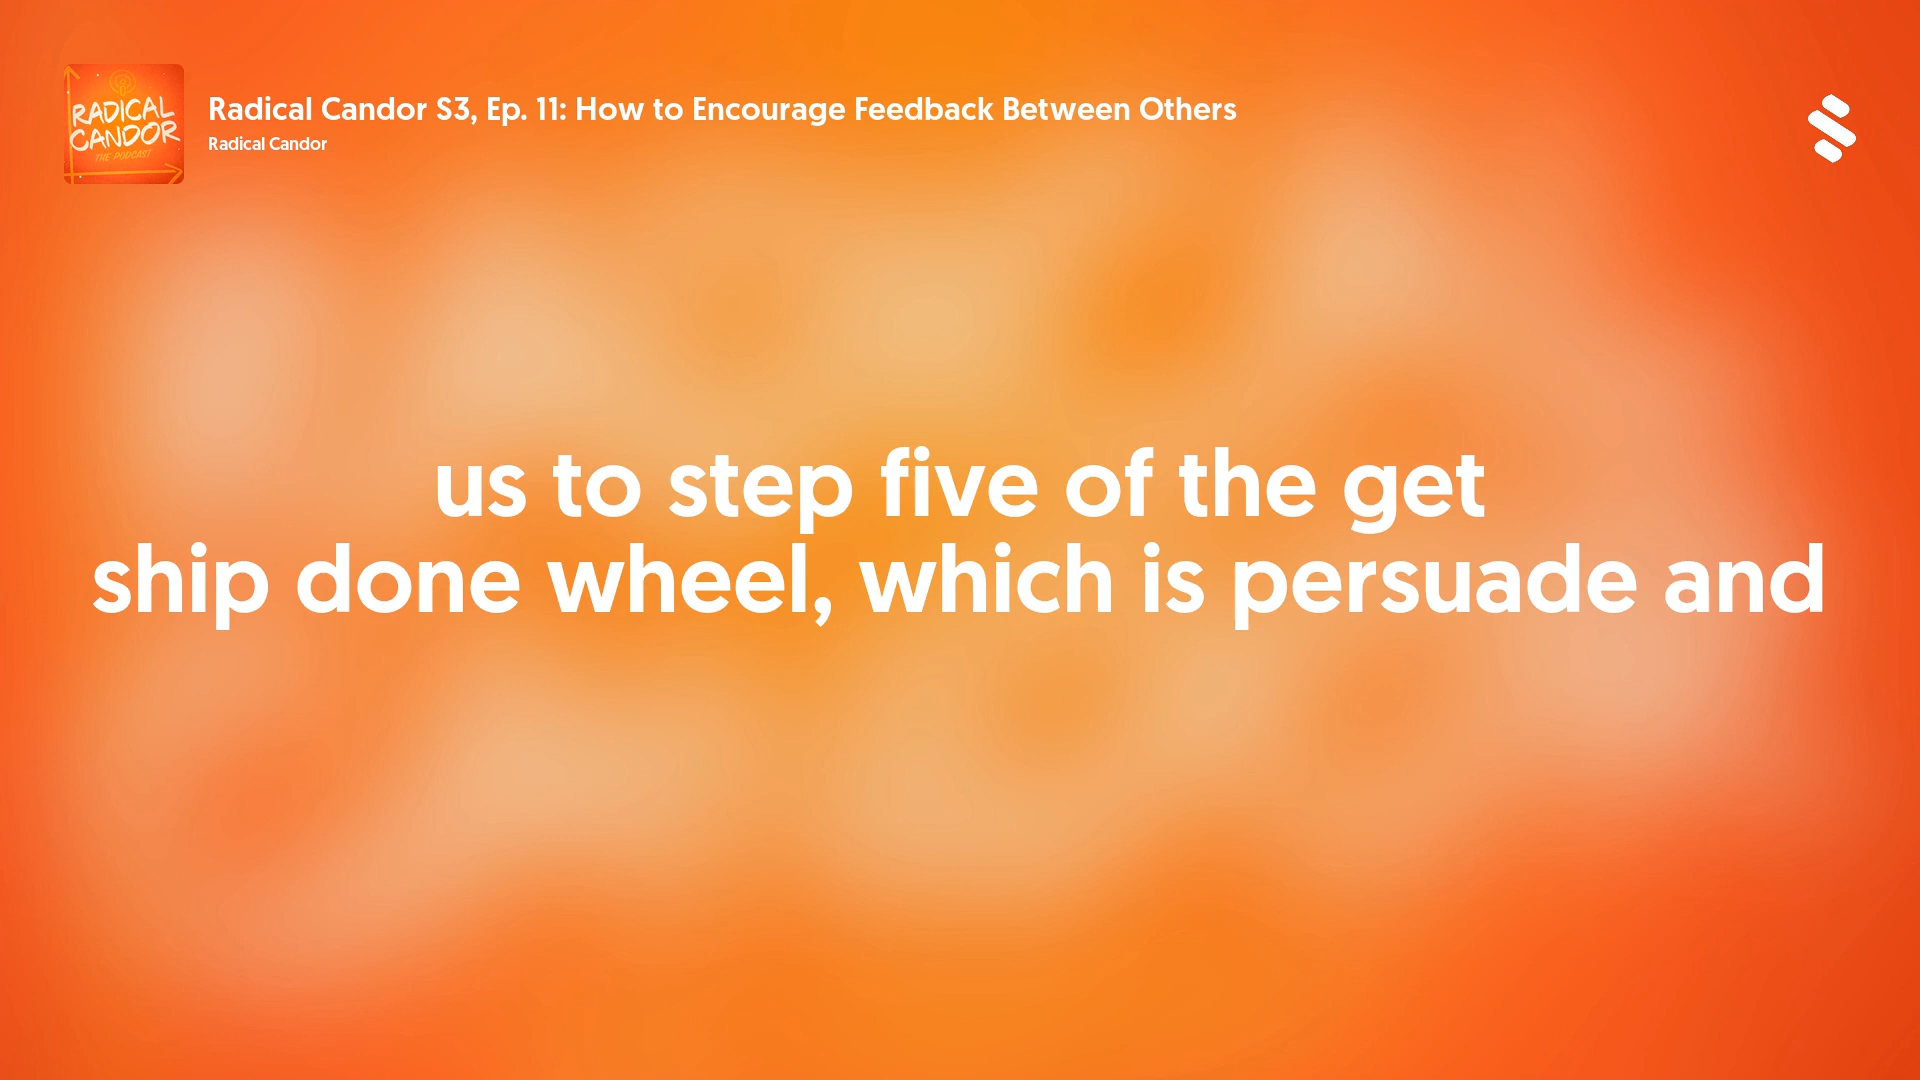 RADICAL
CANDOR
THE PODCAST
Radical Candor S3, Ep. 11: How to Encourage Feedback Between Others
Radical Candor
us to step five of the get
ship done wheel, which is persuade and